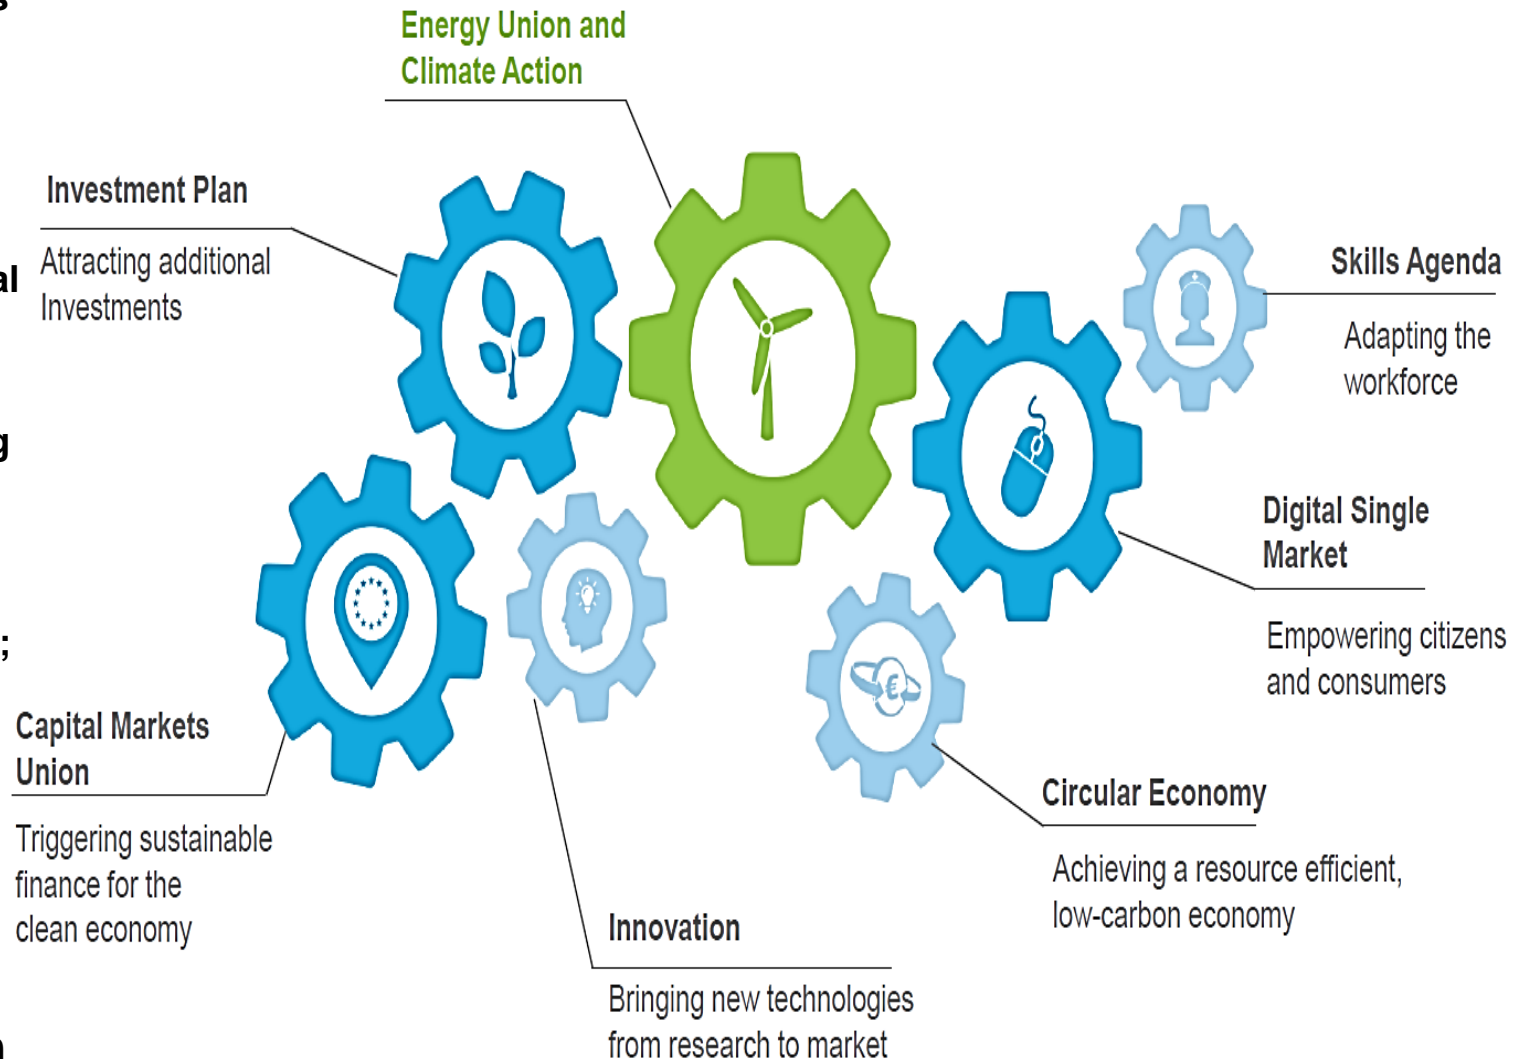 Energy Union and
Climate Action
Investment Plan
Attracting additional
Investments
Skills Agenda
Adapting the
workforce
Digital Single
Market
Empowering citizens
and consumers
Capital Markets
Union
Triggering sustainable
finance for the
clean economy
Circular Economy
Achieving a resource efficient,
low-carbon economy
Innovation
Bringing new technologies
from research to market
€
al
g
;